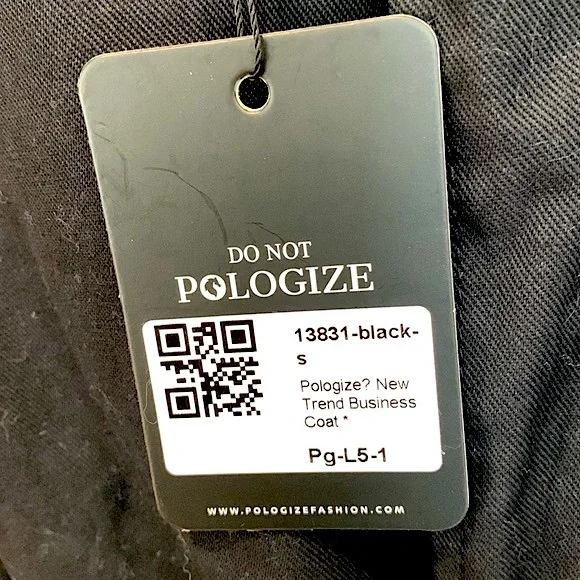 DO NOT
POLOGIZE
13831-black-
s
Pologize? New
Trend Business
Coat *
Pg-L5-1
WWW.POLOGIZEFASHION.COM